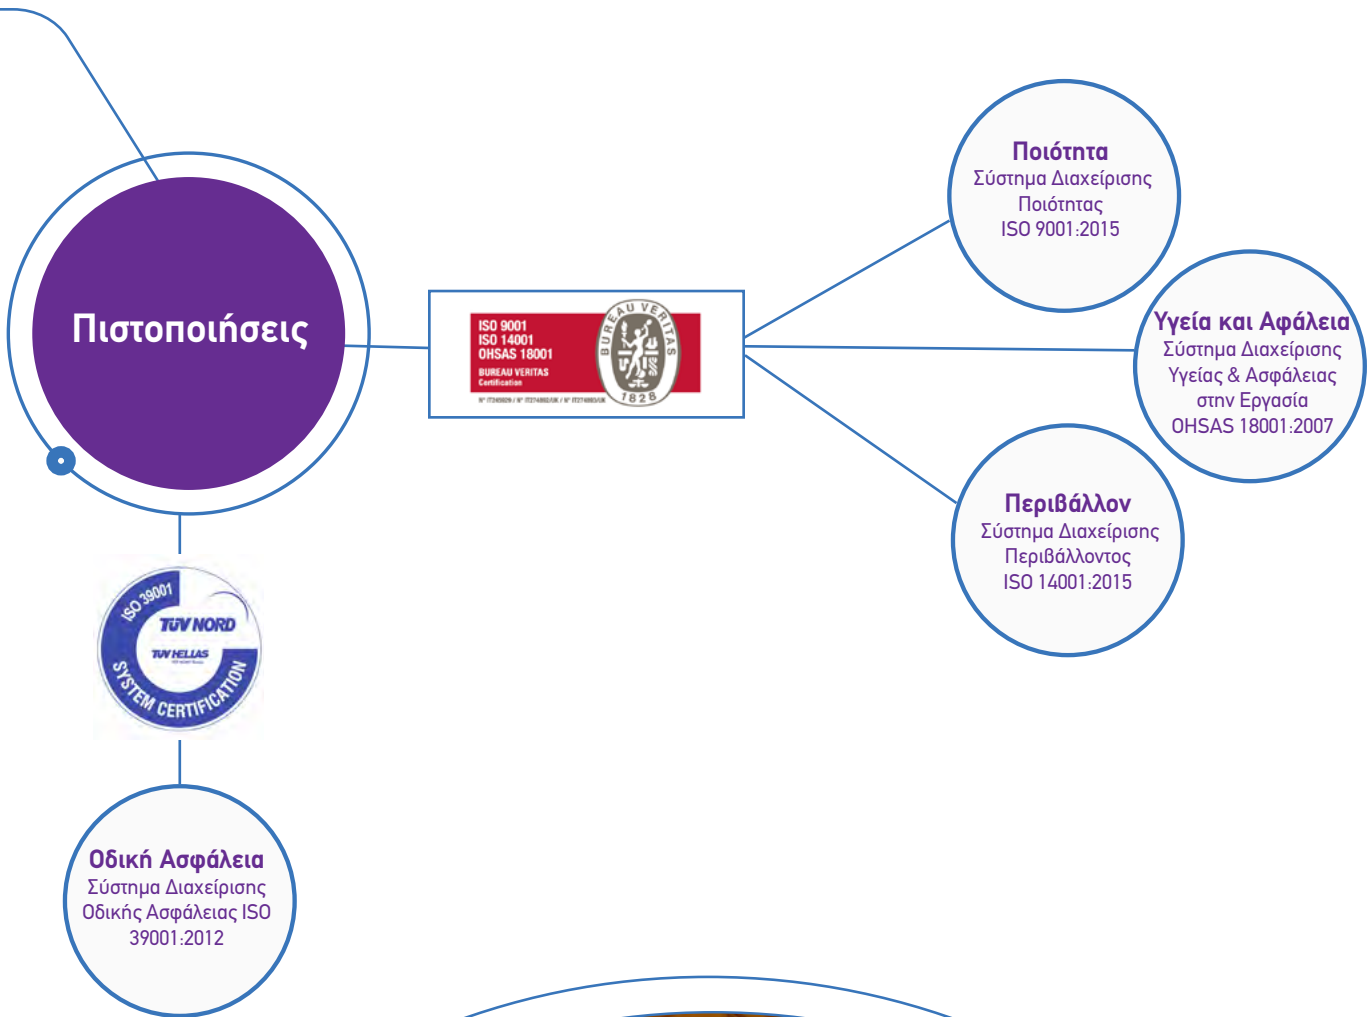 Πιστοποιήσεις
ISO 9001
ISO 14001
OHSAS 18001
BUREAU VERITAS
Certification
BUREAU VERITAS
1828
Ποιότητα
Σύστημα Διαχείρισης
Ποιότητας
ISO 9001:2015
Υγεία και Αφάλεια
Σύστημα Διαχείρισης
Υγείας & Ασφάλειας
στην Εργασία
OHSAS 18001:2007
Περιβάλλον
Σύστημα Διαχείρισης
Περιβάλλοντος
ISO 14001:2015
ISO 39001
TÜV NORD
TÜV HELLAS
SYSTEM CERTIFICATION
Οδική Ασφάλεια
Σύστημα Διαχείρισης
Οδικής Ασφάλειας ISO
39001:2012